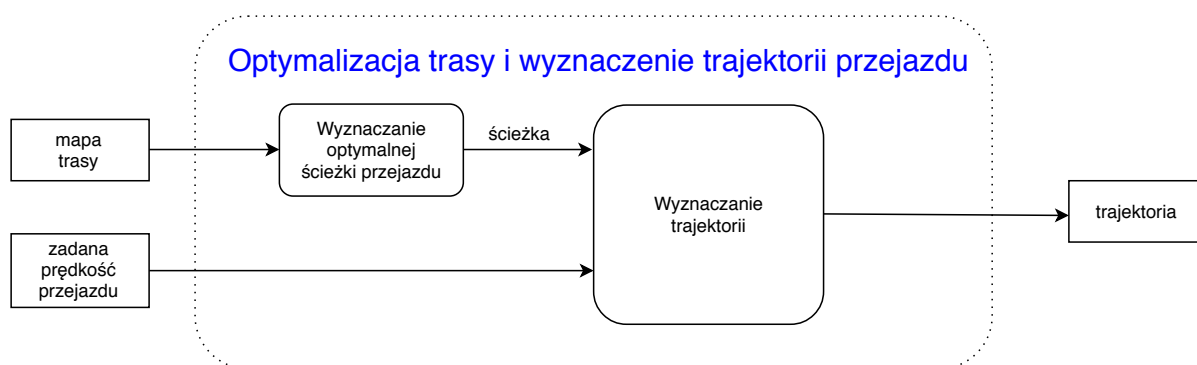 Optymalizacja trasy i wyznaczenie trajektorii przejazdu
mapa
trasy
Wyznaczanie
optymalnej
ścieżki przejazdu
ścieżka
Wyznaczanie
trajektorii
trajektoria
zadana
prędkość
przejazdu